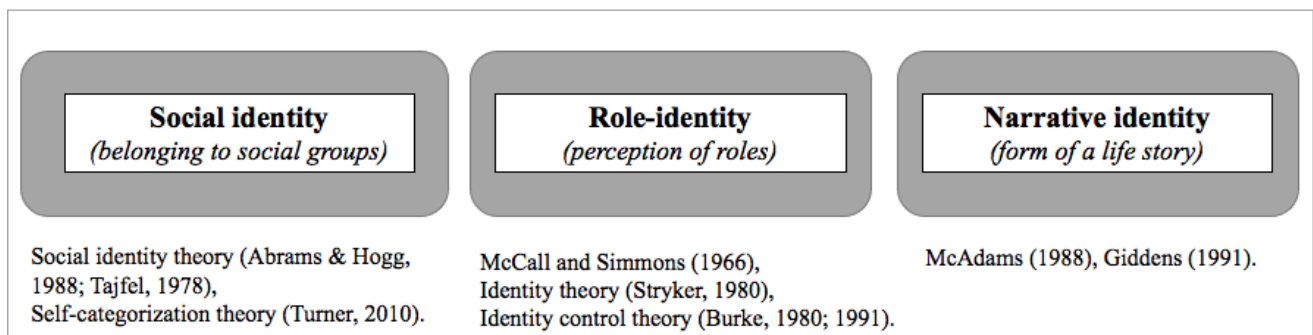 Social identity
(belonging to social groups)
Role-identity
(perception of roles)
Narrative identity
(form of a life story)
Social identity theory (Abrams & Hogg,
1988; Tajfel, 1978),
Self-categorization theory (Turner, 2010).
McCall and Simmons (1966),
Identity theory (Stryker, 1980),
Identity control theory (Burke, 1980; 1991).
McAdams (1988), Giddens (1991).